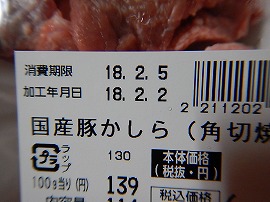 消費期限 18.2.5
加工年月日 18.2.2
2211202
国産豚かしら(角切焼
プラ ラップ 130 本体価格
(税抜・円)
100g当り(円) 139
税込価格